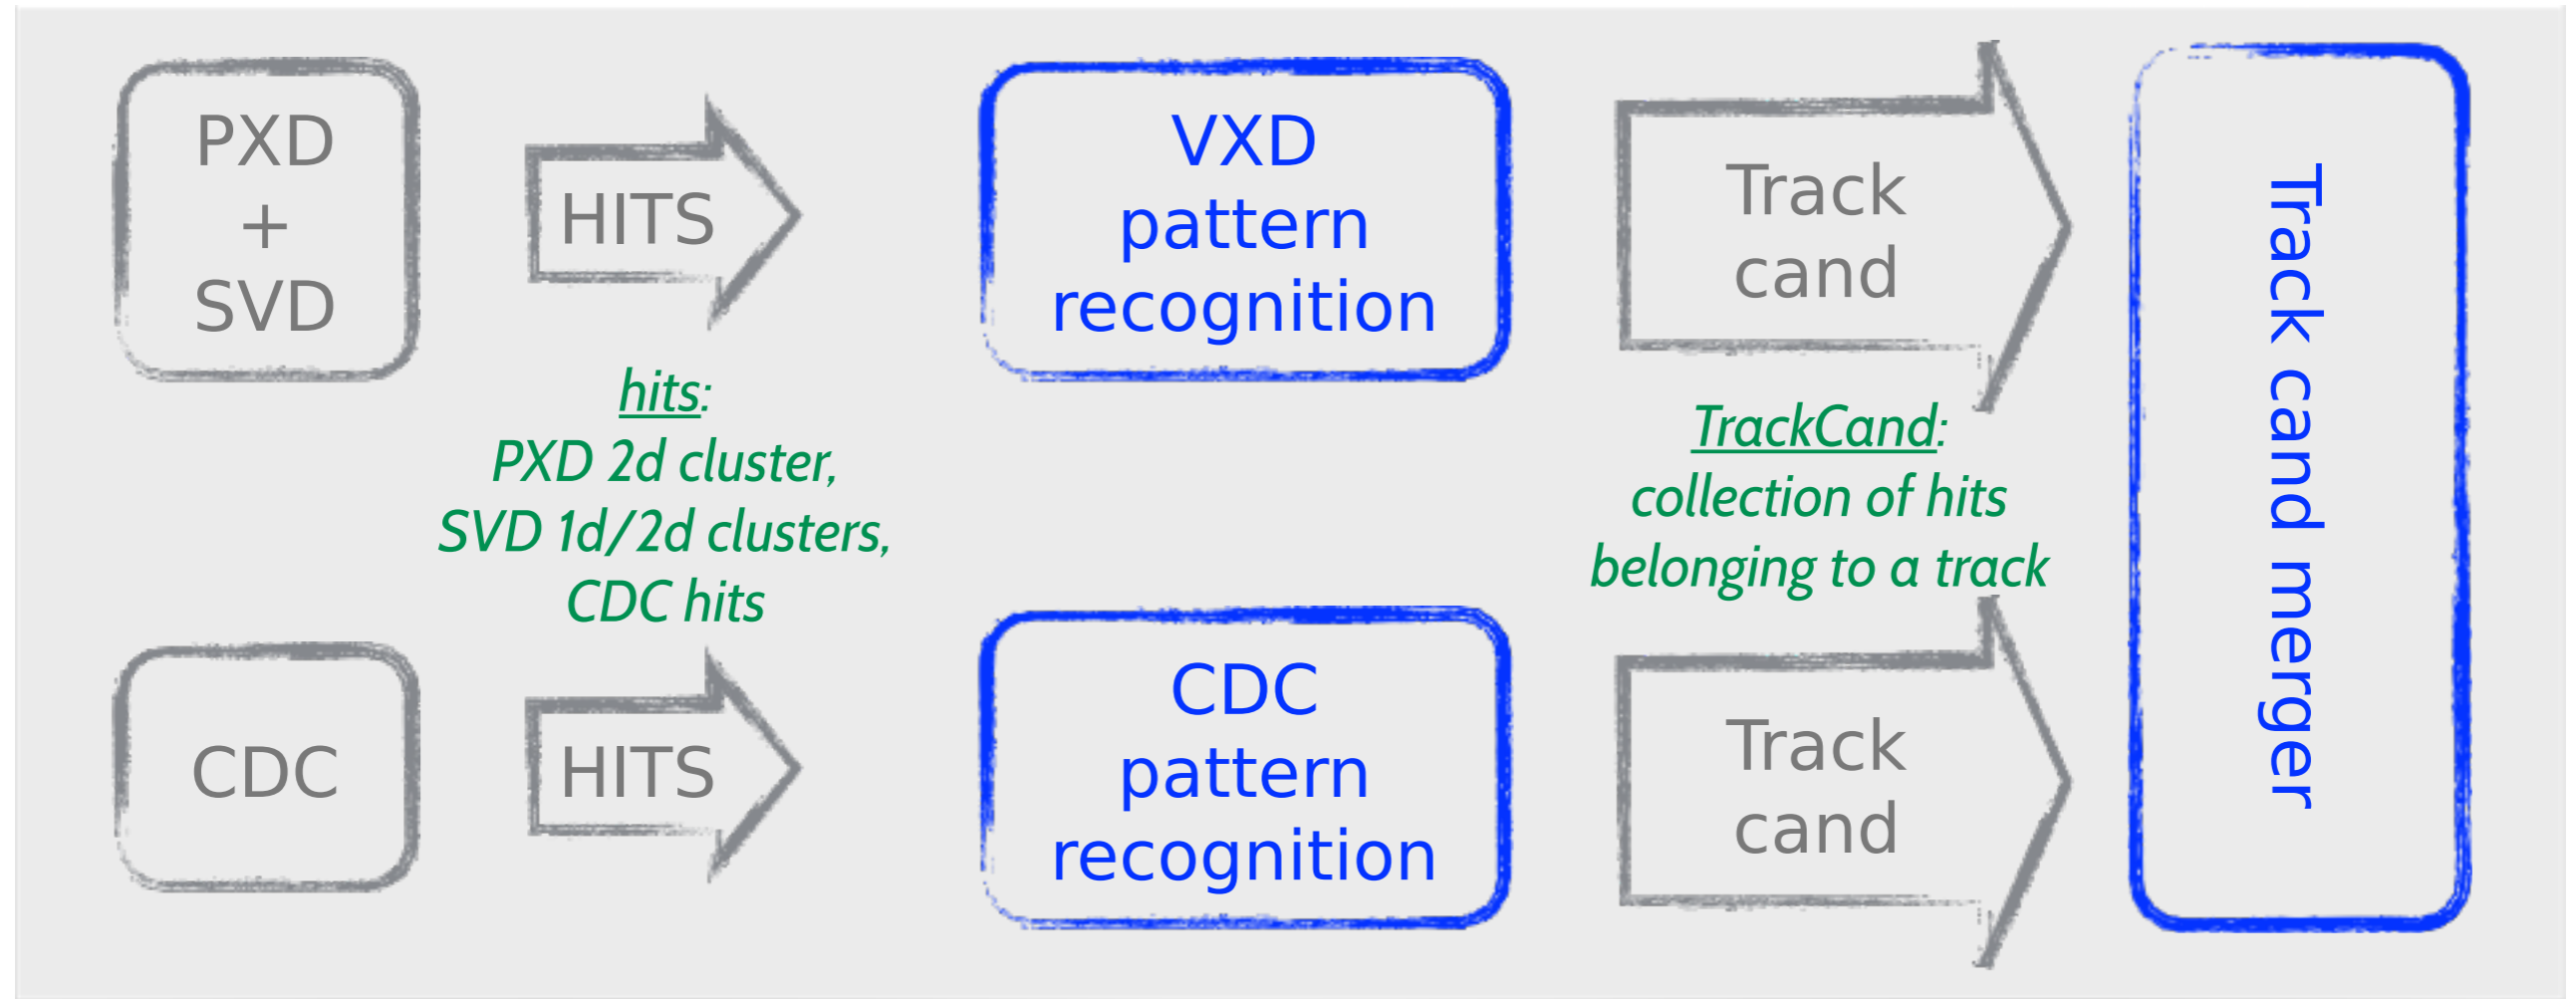 PXD
+
SVD
HITS
VXD
pattern
recognition
Track
cand
hits:
PXD 2d cluster,
SVD 1d/2d clusters,
CDC hits
TrackCand:
collection of hits
belonging to a track
CDC
HITS
CDC
pattern
recognition
Track
cand
Track cand merger